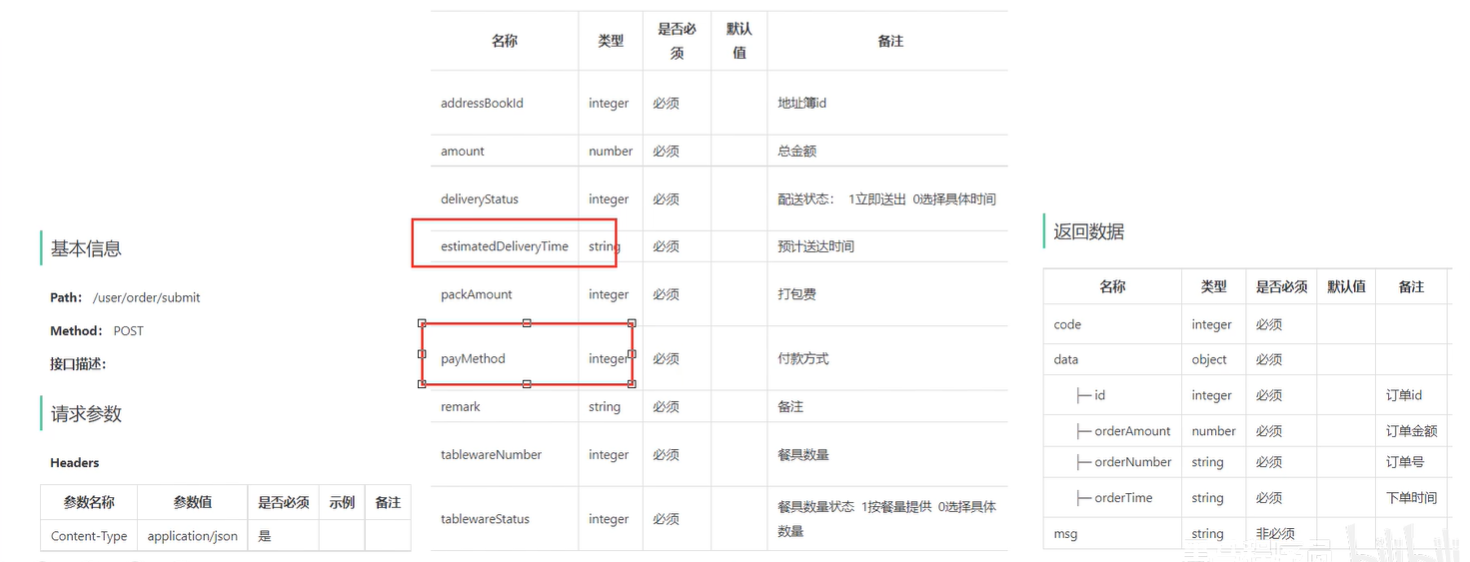 基本信息
Path： /user/order/submit
Method： POST
接口描述：
请求参数
Headers
参数名称 参数值 是否必须 示例 备注
Content-Type application/json 是
名称 类型 是否必须 默认值 备注
addressBookId integer 必须 地址簿id
amount number 必须 总金额
deliveryStatus integer 必须 配送状态： 1立即送出 0选择具体时间
estimatedDeliveryTime string 必须 预计送达时间
packAmount integer 必须 打包费
payMethod integer 必须 付款方式
remark string 必须 备注
tablewareNumber integer 必须 餐具数量
tablewareStatus integer 必须 餐具数量状态 1按餐量提供 0选择具体
数量
返回数据
名称 类型 是否必须 默认值 备注
code integer 必须
data object 必须
├─ id integer 必须 订单id
├─ orderAmount number 必须 订单金额
├─ orderNumber string 必须 订单号
├─ orderTime string 必须 下单时间
msg string 非必须